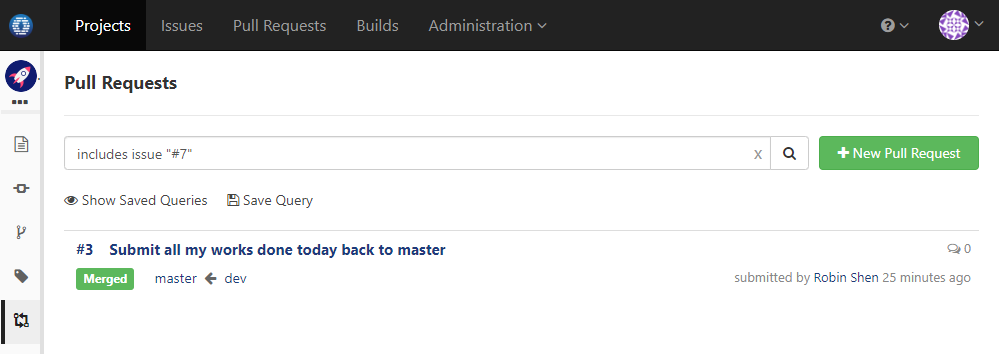 Projects Issues Pull Requests Builds Administration
Pull Requests
includes issue "#7" x
New Pull Request
Show Saved Queries Save Query
#3 Submit all my works done today back to master 0
Merged master dev submitted by Robin Shen 25 minutes ago